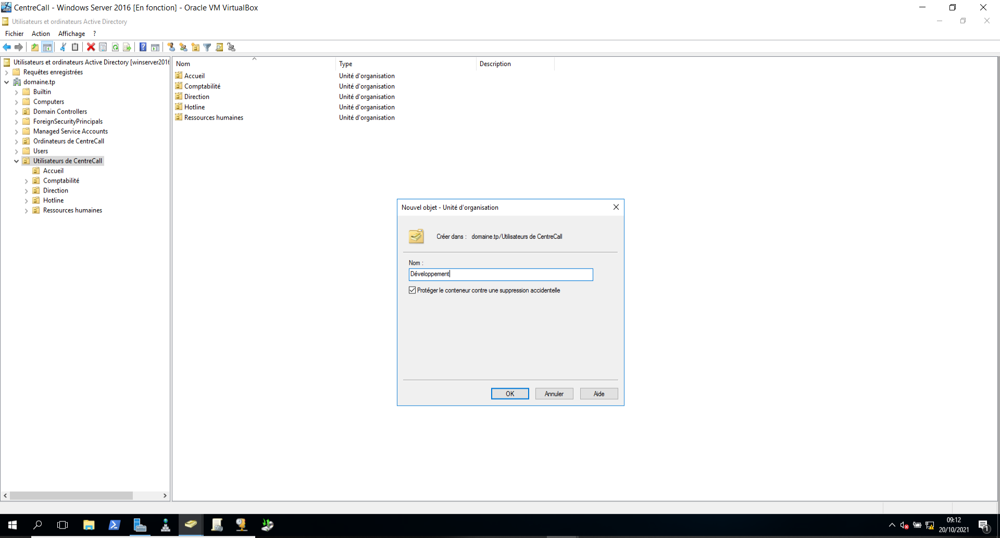 CentreCall - Windows Server 2016 [En fonction] - Oracle VM VirtualBox
Utilisateurs et ordinateurs Active Directory
Fichier Action Affichage ?
Utilisateurs et ordinateurs Active Directory [winserver2016
Requêtes enregistrées
domaine.tp
Builtin
Computers
Domain Controllers
ForeignSecurityPrincipals
Managed Service Accounts
Ordinateurs de CentreCall
Users
Utilisateurs de CentreCall
Accueil
Comptabilité
Direction
Hotline
Ressources humaines
Nom Type Description
Accueil Unité d'organisation
Comptabilité Unité d'organisation
Direction Unité d'organisation
Hotline Unité d'organisation
Ressources humaines Unité d'organisation
Nouvel objet - Unité d'organisation
Créer dans : domaine.tp/Utilisateurs de CentreCall
Nom :
Développement
Protéger le conteneur contre une suppression accidentelle
OK Annuler Aide
09:12
20/10/2021
1